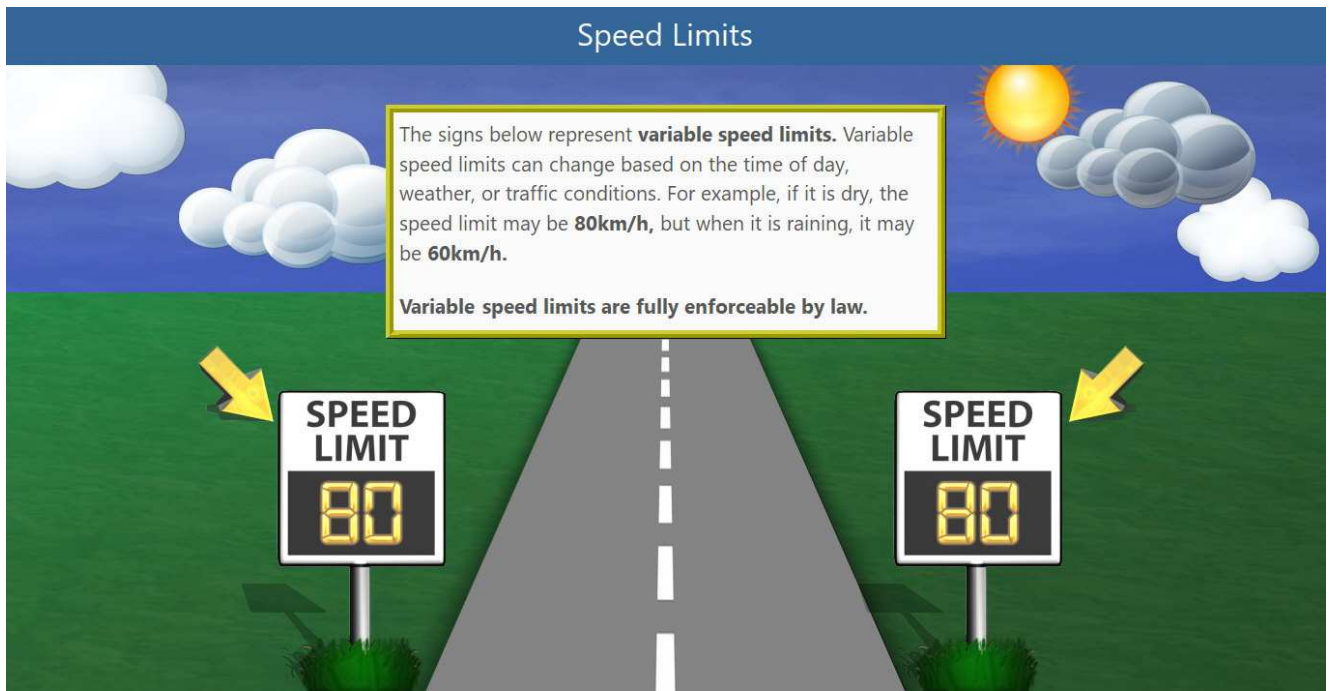 Speed Limits
The signs below represent variable speed limits. Variable
speed limits can change based on the time of day,
weather, or traffic conditions. For example, if it is dry, the
speed limit may be 80km/h, but when it is raining, it may
be 60km/h.
Variable speed limits are fully enforceable by law.
SPEED
LIMIT
80
SPEED
LIMIT
80